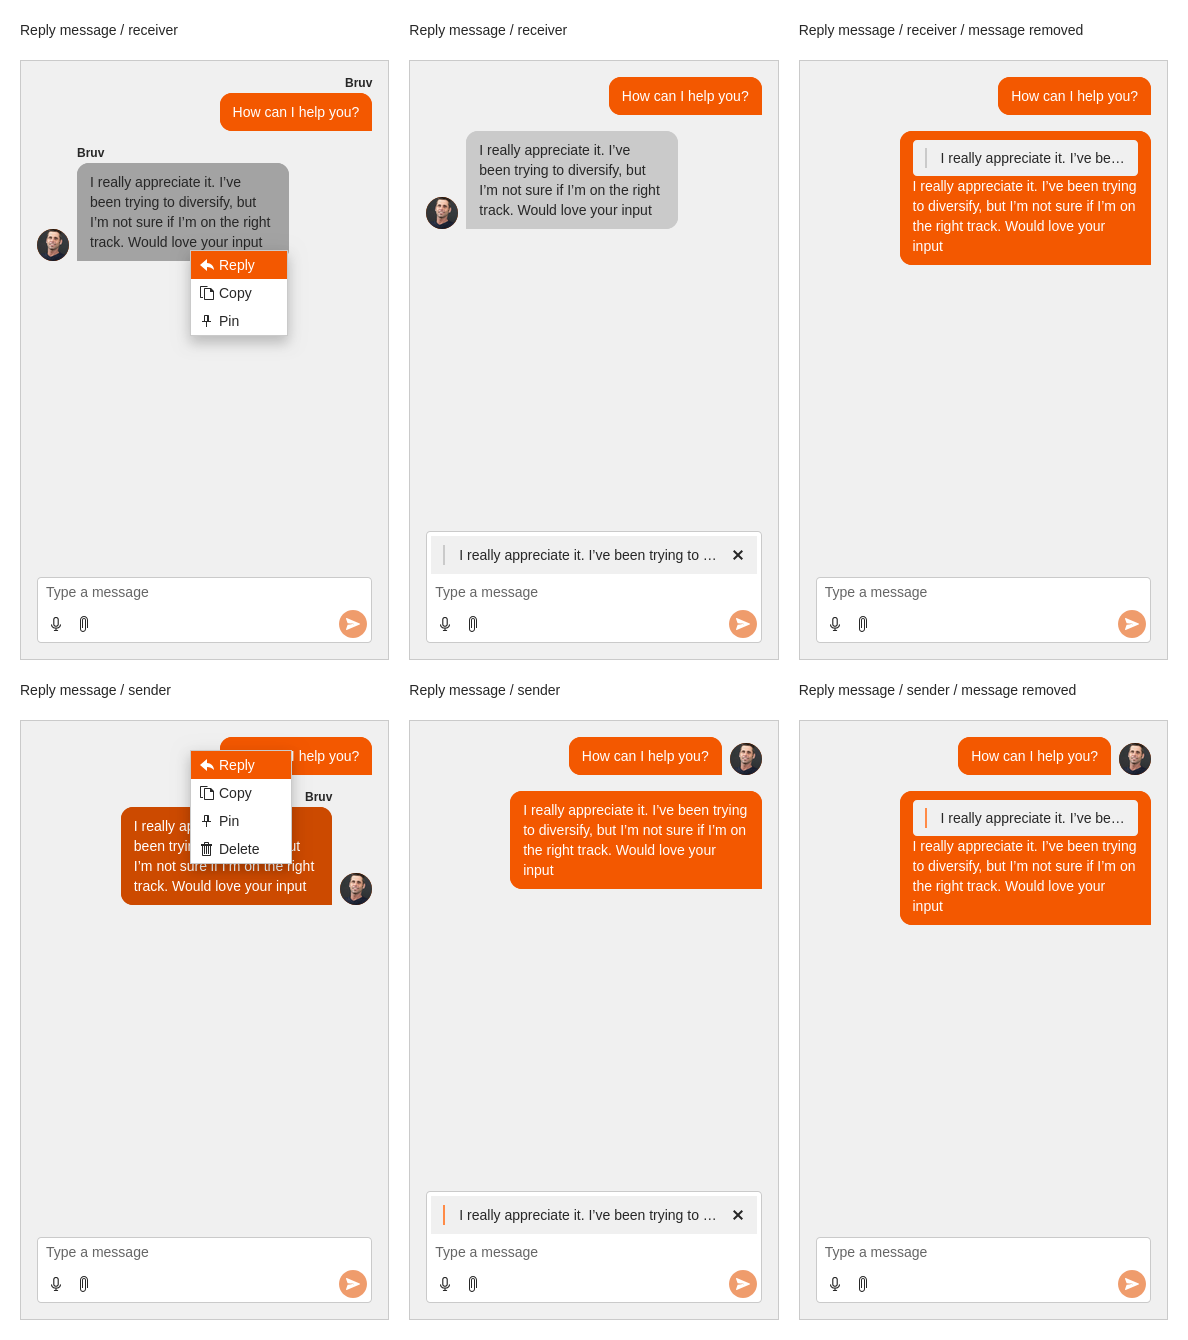 Reply message / receiver
Bruv
How can I help you?
Bruv
I really appreciate it. I’ve
been trying to diversify, but
I’m not sure if I’m on the right
track. Would love your input
Reply
Copy
Pin
Type a message
Reply message / receiver
How can I help you?
I really appreciate it. I’ve
been trying to diversify, but
I’m not sure if I’m on the right
track. Would love your input
I really appreciate it. I’ve been trying to …
Type a message
Reply message / receiver / message removed
How can I help you?
I really appreciate it. I’ve be…
I really appreciate it. I’ve been trying
to diversify, but I’m not sure if I’m on
the right track. Would love your
input
Type a message
Reply message / sender
help you?
Reply
Copy
Pin
Delete
Bruv
I really
been
I’m not sure if I’m on the right
track. Would love your input
Type a message
Reply message / sender
How can I help you?
I really appreciate it. I’ve been trying
to diversify, but I’m not sure if I’m on
the right track. Would love your
input
I really appreciate it. I’ve been trying to …
Type a message
Reply message / sender / message removed
How can I help you?
I really appreciate it. I’ve be…
I really appreciate it. I’ve been trying
to diversify, but I’m not sure if I’m on
the right track. Would love your
input
Type a message